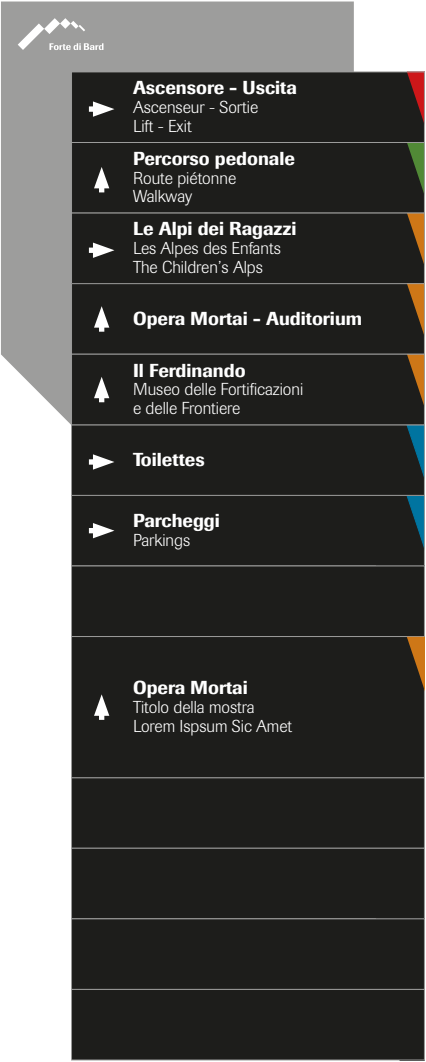 Forte di Bard
Ascensore - Uscita
Ascenseur - Sortie
Lift - Exit
Percorso pedonale
Route piétonne
Walkway
Le Alpi dei Ragazzi
Les Alpes des Enfants
The Children's Alps
Opera Mortai - Auditorium
Il Ferdinando
Museo delle Fortificazioni
e delle Frontiere
Toilettes
Parcheggi
Parkings
Opera Mortai
Titolo della mostra
Lorem Ispsum Sic Amet